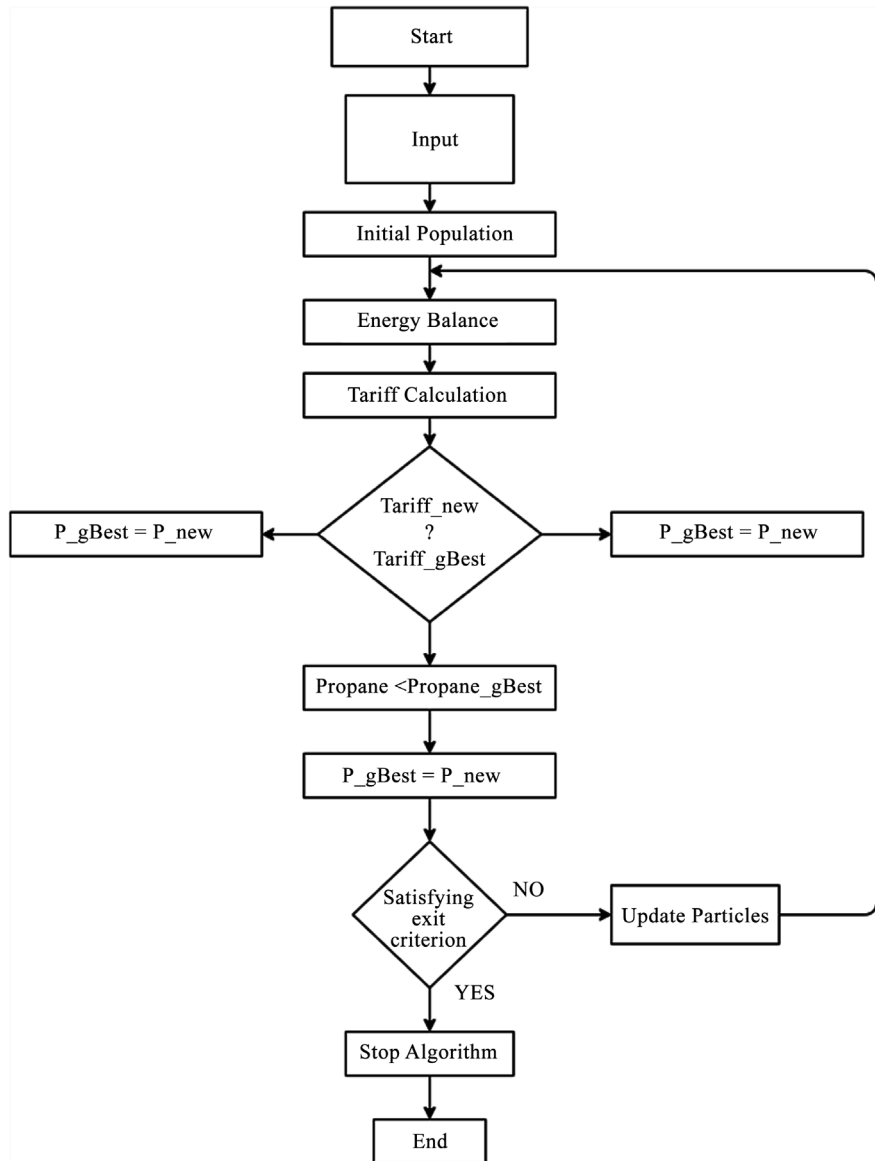 Start
Input
Initial Population
Energy Balance
Tariff Calculation
Tariff_new
?
Tariff_gBest
P_gBest = P_new
P_gBest = P_new
Propane <Propane_gBest
P_gBest = P_new
Satisfying
exit
criterion
NO
Update Particles
YES
Stop Algorithm
End